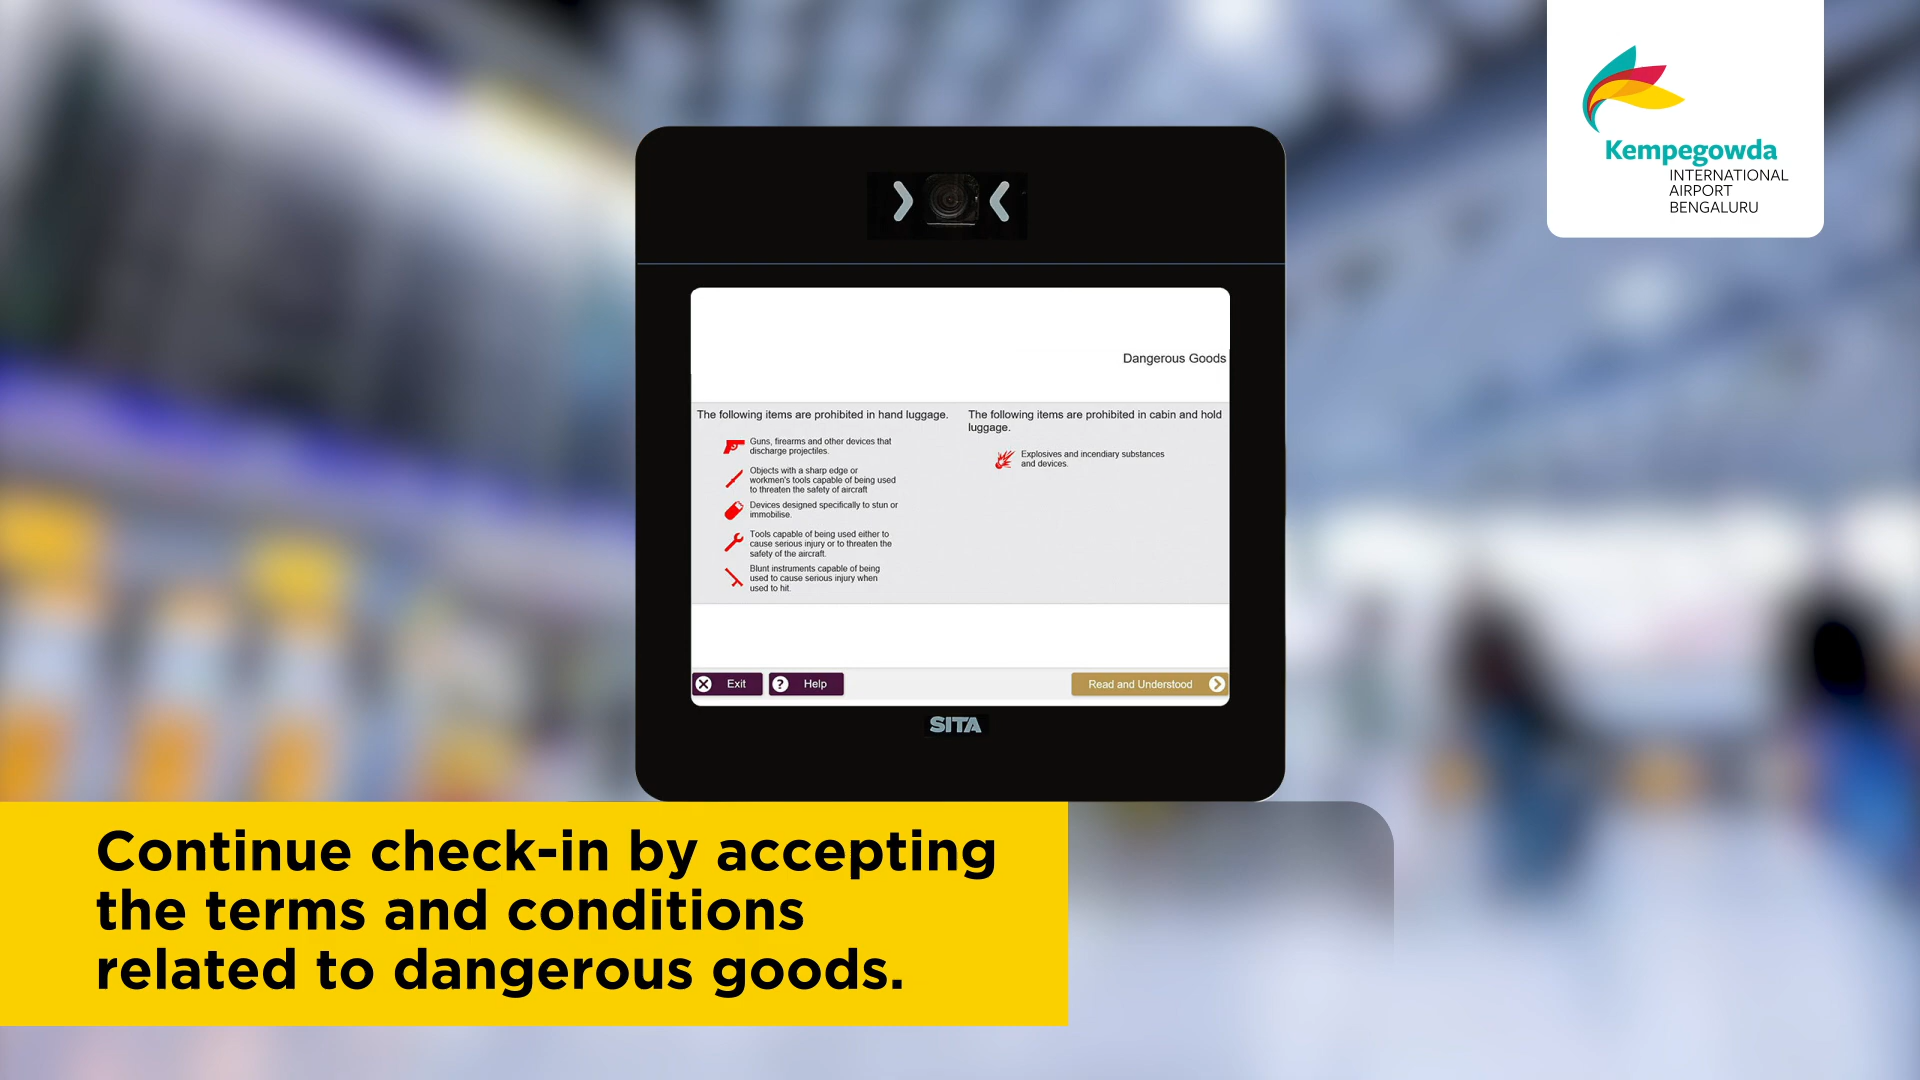 Kempegowda
INTERNATIONAL
AIRPORT
BENGALURU
Dangerous Goods
The following items are prohibited in hand luggage.
Guns, firearms and other devices that
discharge projectiles.
Objects with a sharp edge or
workmen's tools capable of being used
to threaten the safety of aircraft
Devices designed specifically to stun or
immobilise.
Tools capable of being used either to
cause serious injury or to threaten the
safety of the aircraft.
Blunt instruments capable of being
used to cause serious injury when
used to hit.
The following items are prohibited in cabin and hold
luggage.
Explosives and incendiary substances
and devices.
Exit
Help
Read and Understood
SITA
Continue check-in by accepting
the terms and conditions
related to dangerous goods.